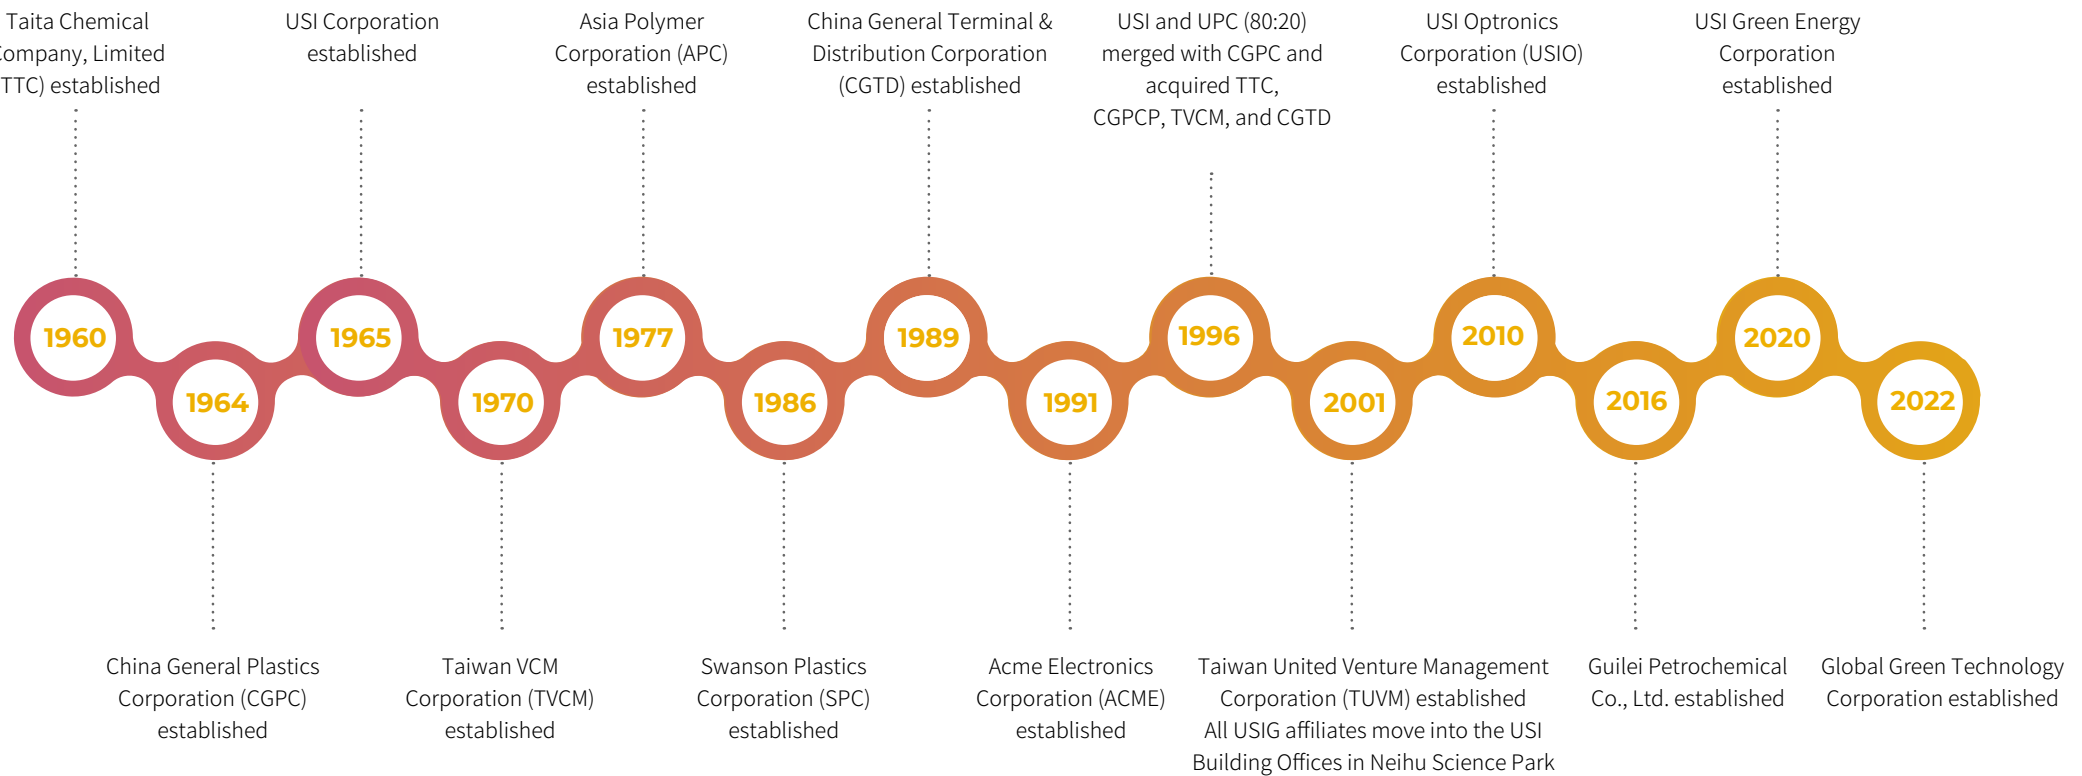 Taita Chemical
ompany, Limited
TTC) established
USI Corporation
established
Asia Polymer
Corporation (APC)
established
China General Terminal &
Distribution Corporation
(CGTD) established
USI and UPC (80:20)
merged with CGPC and
acquired TTC,
CGPCP, TVCM, and CGTD
USI Optronics
Corporation (USIO)
established
USI Green Energy
Corporation
established
1960
1964
1965
1970
1977
1986
1989
1991
1996
2001
2010
2016
2020
2022
China General Plastics
Corporation (CGPC)
established
Taiwan VCM
Corporation (TVCM)
established
Swanson Plastics
Corporation (SPC)
established
Acme Electronics
Corporation (ACME)
established
Taiwan United Venture Management
Corporation (TUVM) established
All USIG affiliates move into the USI
Building Offices in Neihu Science Park
Guilei Petrochemical
Co., Ltd. established
Global Green Technology
Corporation established